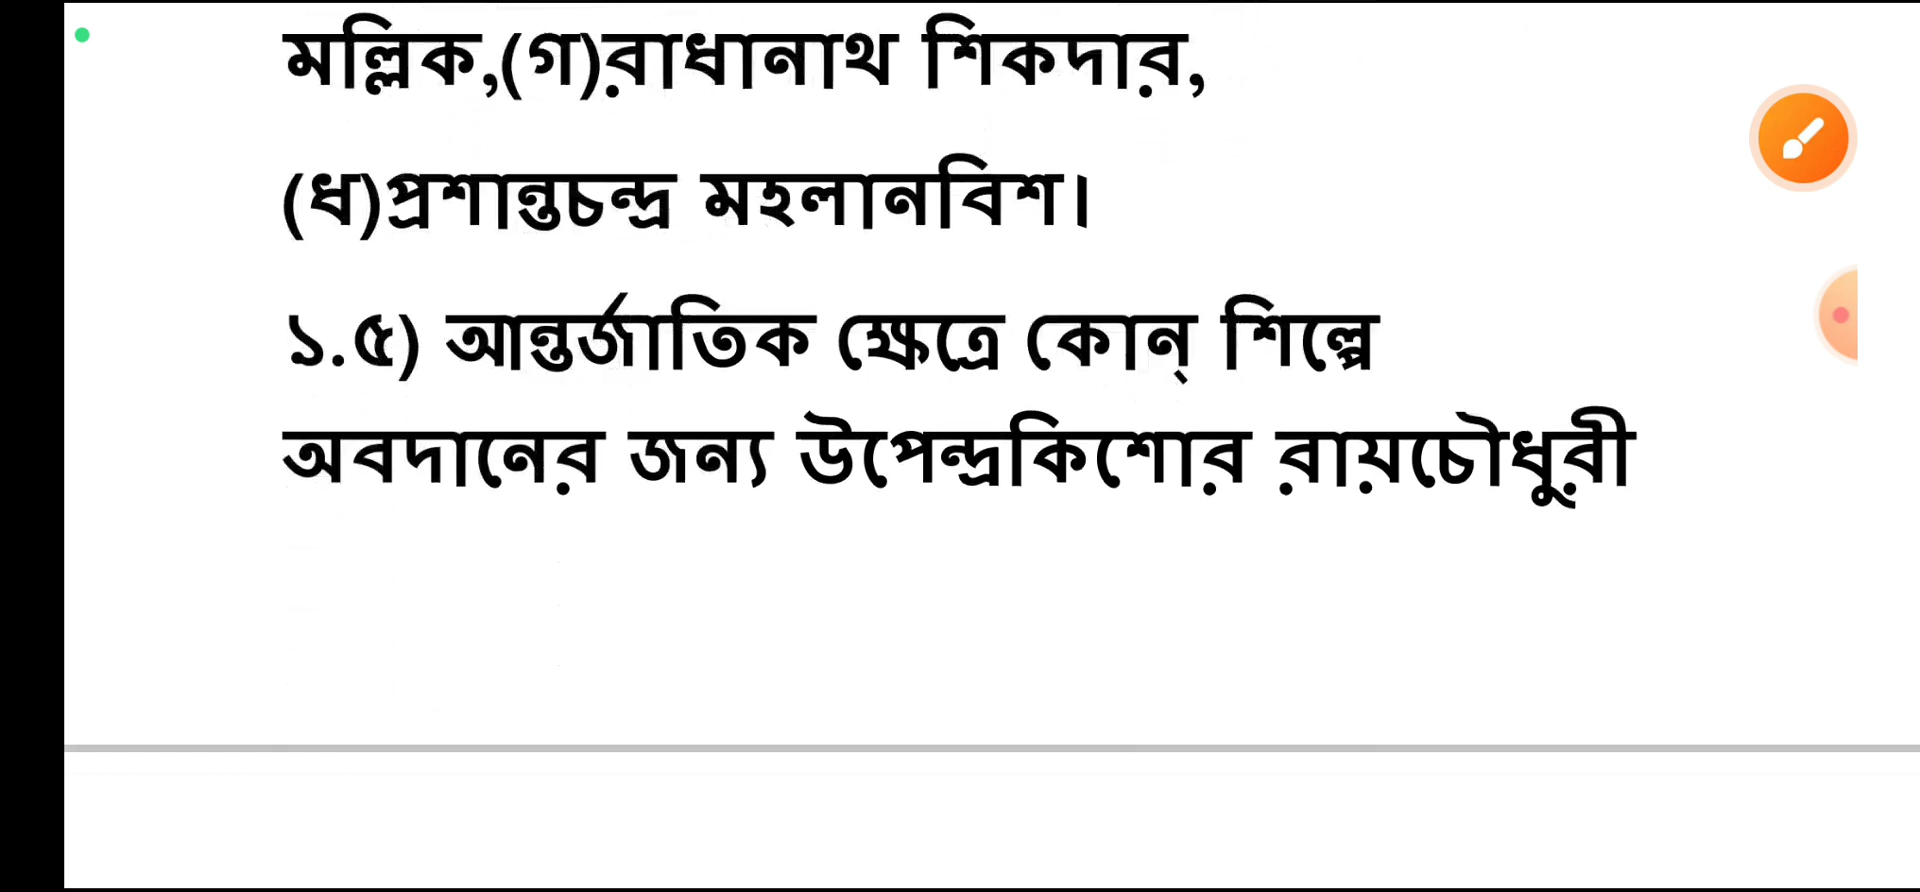 মল্লিক,(গ)রাধানাথ শিকদার,
(ধ)প্রশান্তচন্দ্র মহলানবিশ।
১.৫) আন্তর্জাতিক ক্ষেত্রে কোন্ শিল্পে
অবদানের জন্য উপেন্দ্রকিশোর রায়চৌধুরী